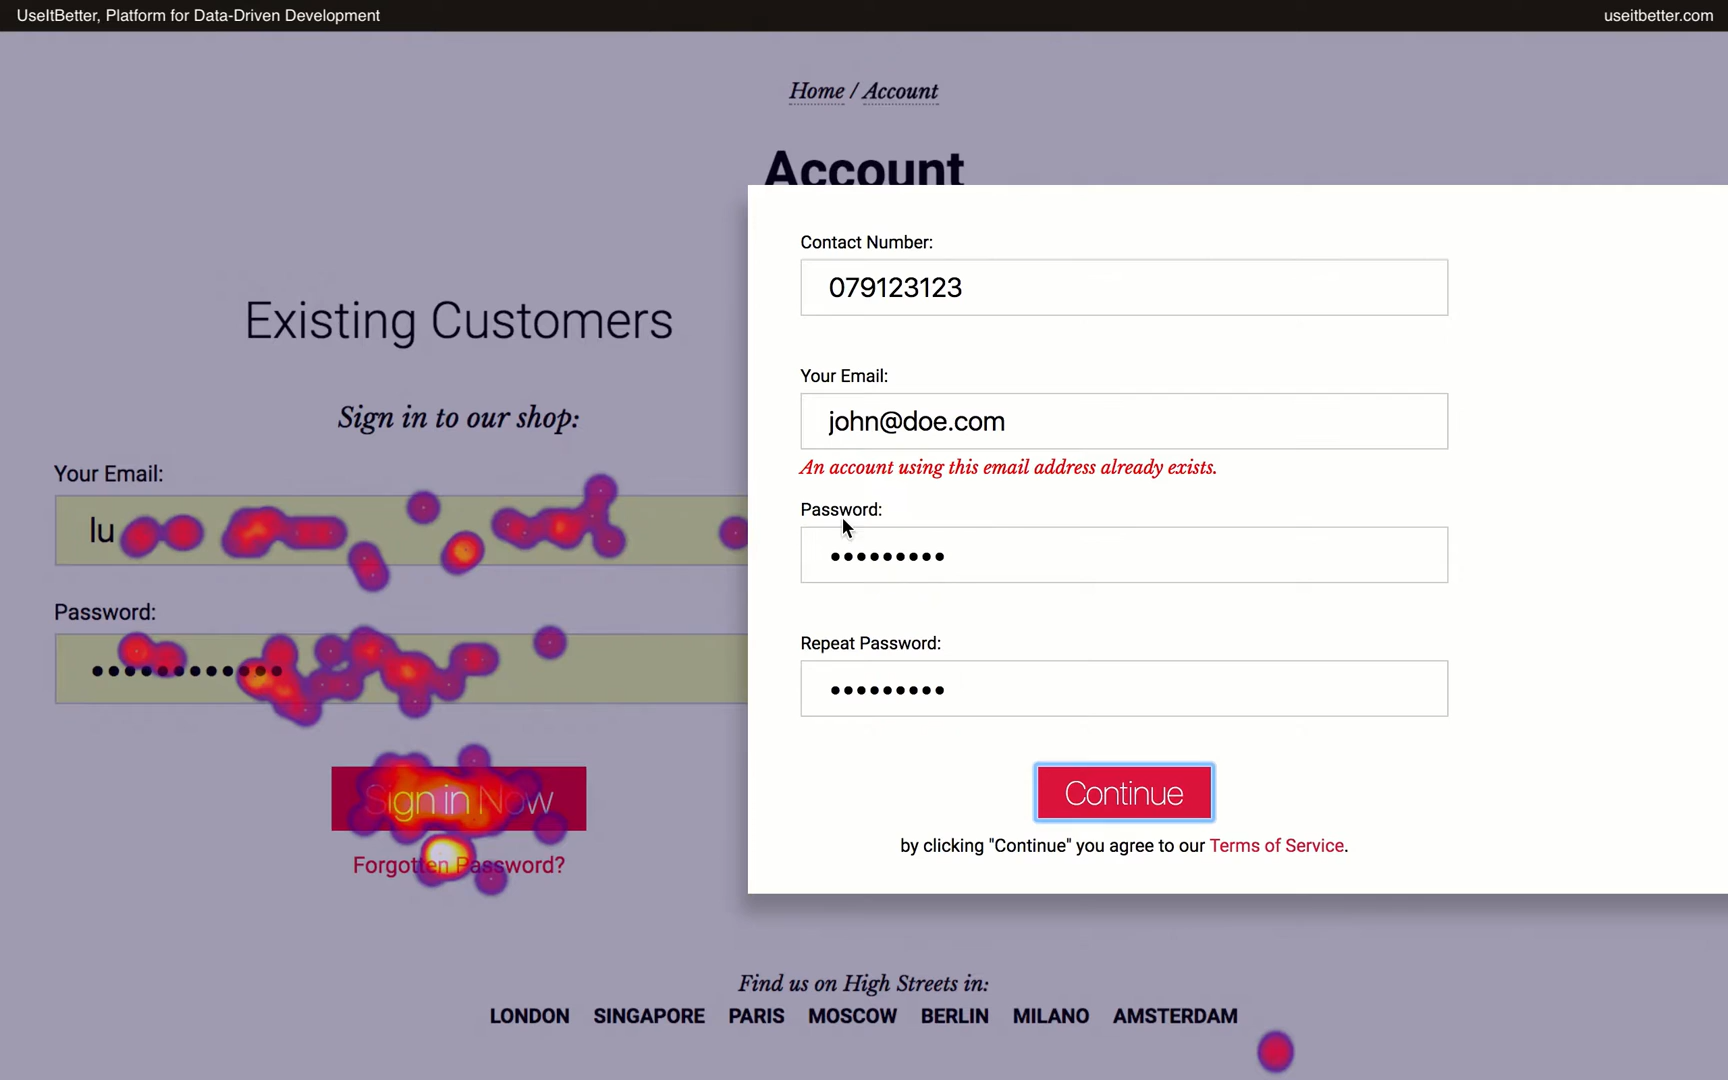 UseItBetter, Platform for Data-Driven Development
useitbetter.com
Home / Account
Account
Existing Customers
Sign in to our shop:
Your Email:
lu
Password:
••••••••••••
Sign in Now
Forgotten Password?
Contact Number:
079123123
Your Email:
john@doe.com
An account using this email address already exists.
Password:
•••••••••
Repeat Password:
•••••••••
Continue
by clicking "Continue" you agree to our Terms of Service.
Find us on High Streets in:
LONDON SINGAPORE PARIS MOSCOW BERLIN MILANO AMSTERDAM